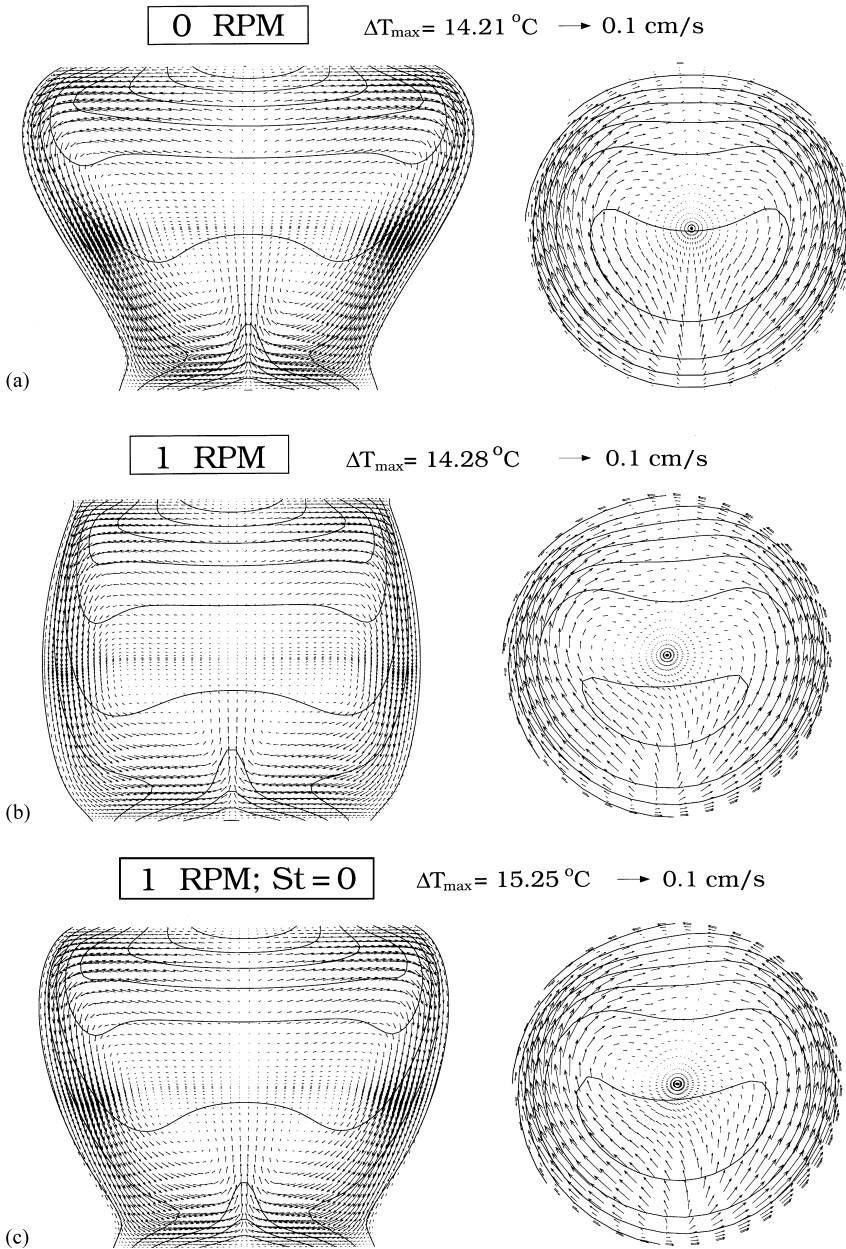 0 RPM ΔTmax= 14.21 °C → 0.1 cm/s
(a)
1 RPM ΔTmax= 14.28 °C → 0.1 cm/s
(b)
1 RPM; St = 0 ΔTmax= 15.25 °C → 0.1 cm/s
(c)